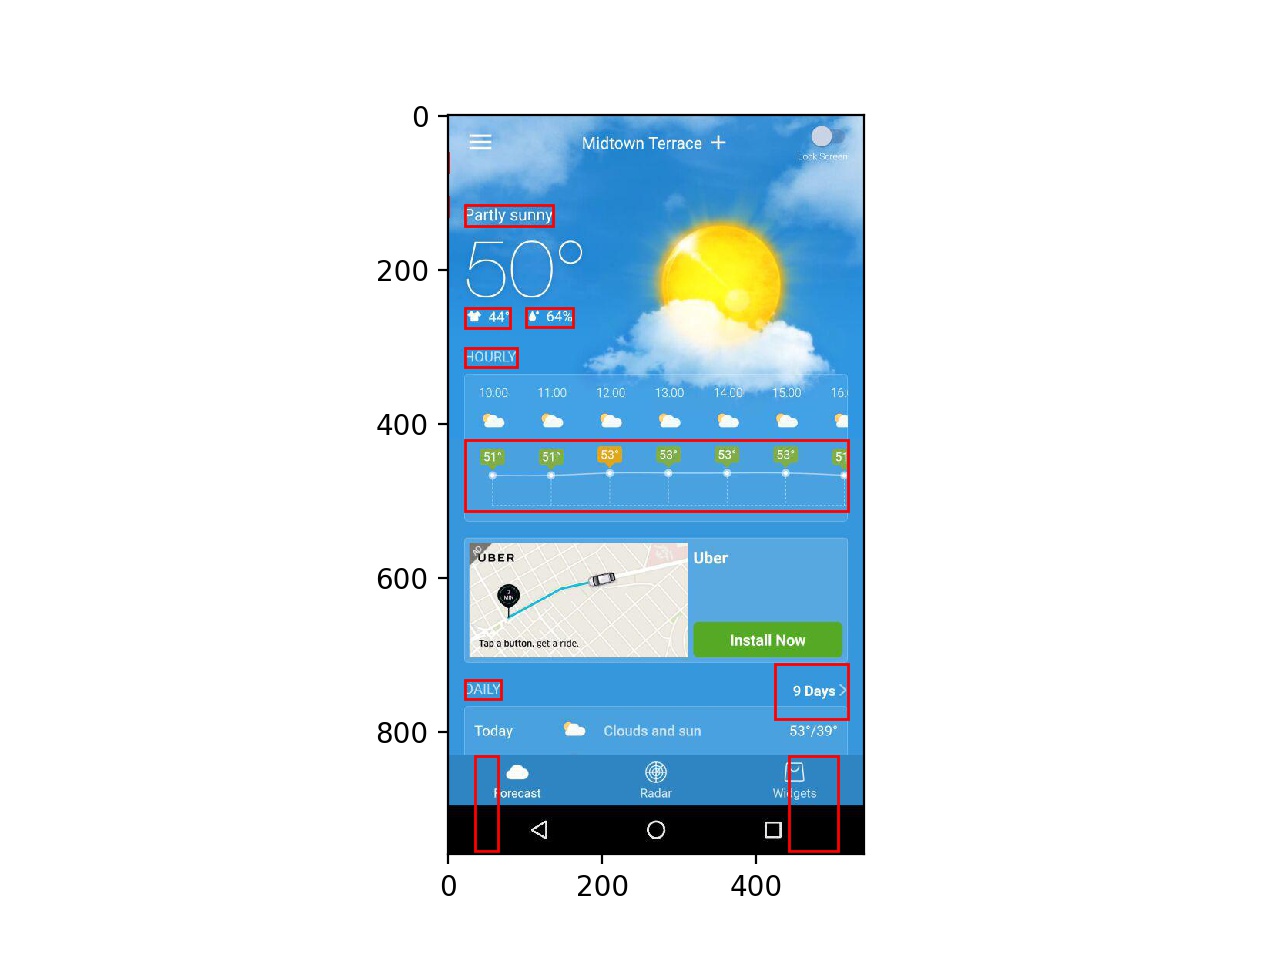 0
200
400
600
800
0 200 400
Midtown Terrace +
Lock Screen
Partly sunny
50°
44° 64%
HOURLY
10:00 11:00 12:00 13:00 14:00 15:00 16:
51° 51° 53° 53° 53° 53° 51
AD
UBER
2 MIN
Tap a button, get a ride.
Uber
Install Now
DAILY
9 Days
Today Clouds and sun 53°/39°
Forecast Radar Widgets